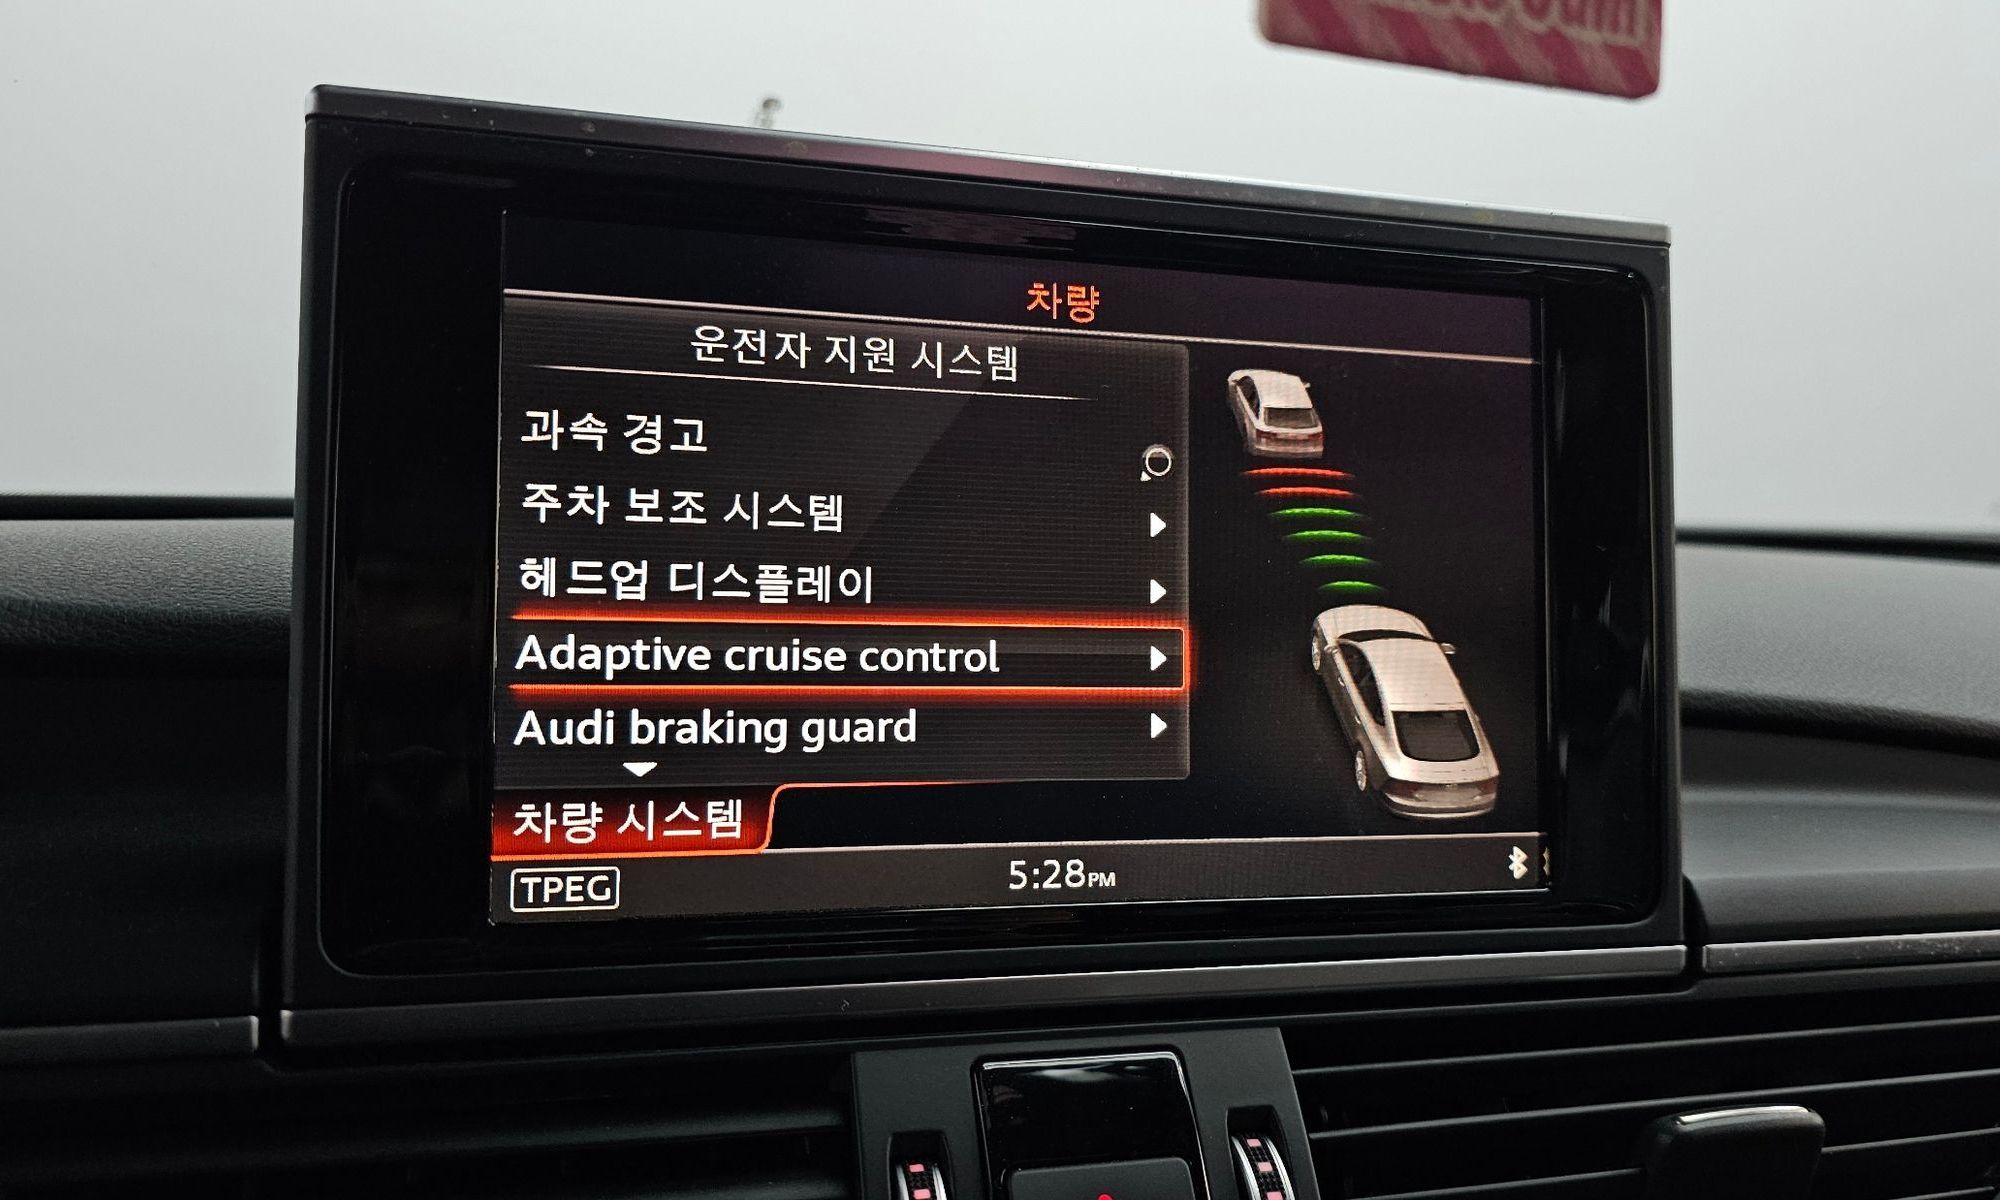 차량
운전자 지원 시스템
과속 경고
주차 보조 시스템
헤드업 디스플레이
Adaptive cruise control
Audi braking guard
차량 시스템
TPEG
5:28PM